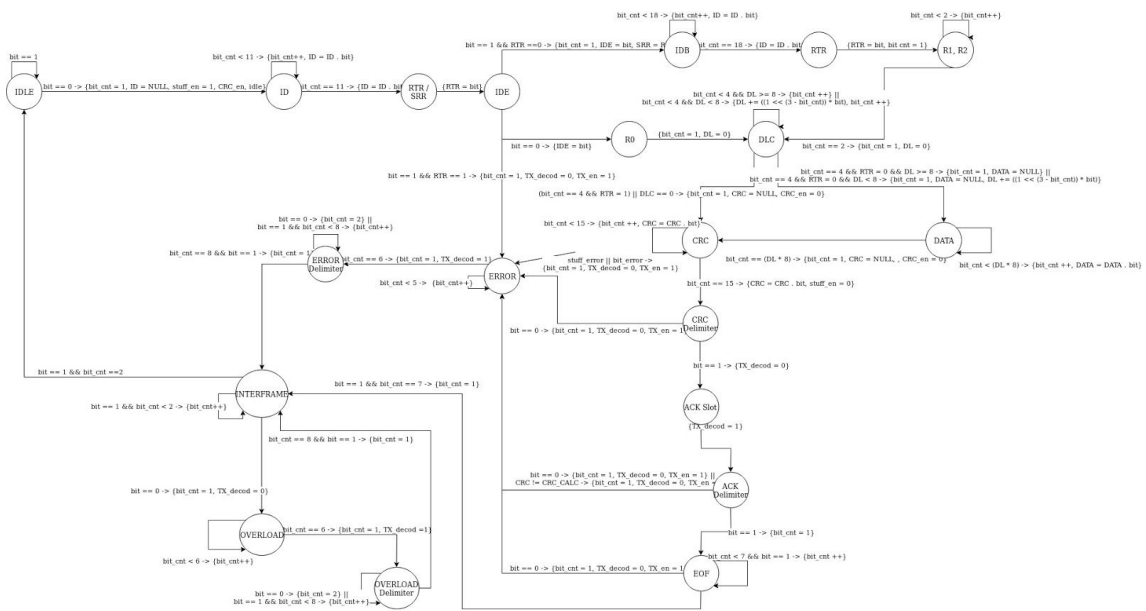 bit_cnt < 18 -> {bit_cnt++, ID = ID . bit}
bit_cnt < 2 -> {bit_cnt++}
bit == 1
bit_cnt < 11 -> {bit_cnt++, ID = ID . bit}
bit == 1 && RTR ==0 -> {bit_cnt = 1, IDE = bit, SRR = R
IDB
bit_cnt == 18 -> {ID = ID . bit}
RTR
{RTR = bit, bit_cnt = 1}
R1, R2
IDLE
bit == 0 -> {bit_cnt = 1, ID = NULL, stuff_en = 1, CRC_en, idle}
ID
bit_cnt == 11 -> {ID = ID . bit}
RTR /
SRR
{RTR = bit}
IDE
bit_cnt < 4 && DL >= 8 -> {bit_cnt ++} ||
bit_cnt < 4 && DL < 8 -> {DL += ((1 << (3 - bit_cnt)) * bit), bit_cnt ++}
bit == 0 -> {IDE = bit}
R0
{bit_cnt = 1, DL = 0}
DLC
bit_cnt == 2 -> {bit_cnt = 1, DL = 0}
bit == 1 && RTR == 1 -> {bit_cnt = 1, TX_decod = 0, TX_en = 1}
bit_cnt == 4 && RTR = 0 && DL >= 8 -> {bit_cnt = 1, DATA = NULL} ||
bit_cnt == 4 && RTR = 0 && DL < 8 -> {bit_cnt = 1, DATA = NULL, DL += ((1 << (3 - bit_cnt)) * bit)}
(bit_cnt == 4 && RTR = 1) || DLC == 0 -> {bit_cnt = 1, CRC = NULL, CRC_en = 0}
bit == 0 -> {bit_cnt = 2} ||
bit == 1 && bit_cnt < 8 -> {bit_cnt++}
bit_cnt < 15 -> {bit_cnt ++, CRC = CRC . bit}
CRC
DATA
bit_cnt == 8 && bit == 1 -> {bit_cnt = 1
ERROR
Delimiter
bit_cnt == 6 -> {bit_cnt = 1, TX_decod = 1}
stuff_error || bit_error ->
{bit_cnt = 1, TX_decod = 0, TX_en = 1}
bit_cnt == (DL * 8) -> {bit_cnt = 1, CRC = NULL, , CRC_en = 0}
bit_cnt < (DL * 8) -> {bit_cnt ++, DATA = DATA . bit}
ERROR
bit_cnt < 5 -> {bit_cnt++}
bit_cnt == 15 -> {CRC = CRC . bit, stuff_en = 0}
bit == 0 -> {bit_cnt = 1, TX_decod = 0, TX_en = 1
CRC
Delimiter
bit == 1 -> {TX_decod = 0}
bit == 1 && bit_cnt ==2
bit == 1 && bit_cnt == 7 -> {bit_cnt = 1}
INTERFRAME
bit == 1 && bit_cnt < 2 -> {bit_cnt++}
ACK Slot
{TX_decod = 1}
bit_cnt == 8 && bit == 1 -> {bit_cnt = 1}
bit == 0 -> {bit_cnt = 1, TX_decod = 0, TX_en = 1} ||
CRC != CRC_CALC -> {bit_cnt = 1, TX_decod = 0, TX_en =
ACK
Delimiter
bit == 0 -> {bit_cnt = 1, TX_decod = 0}
OVERLOAD
bit_cnt == 6 -> {bit_cnt = 1, TX_decod =1}
bit == 1 -> {bit_cnt = 1}
bit_cnt < 6 -> {bit_cnt++}
bit_cnt < 7 && bit == 1 -> {bit_cnt ++}
bit == 0 -> {bit_cnt = 1, TX_decod = 0, TX_en = 1
EOF
OVERLOAD
Delimiter
bit == 0 -> {bit_cnt = 2} ||
bit == 1 && bit_cnt < 8 -> {bit_cnt++}